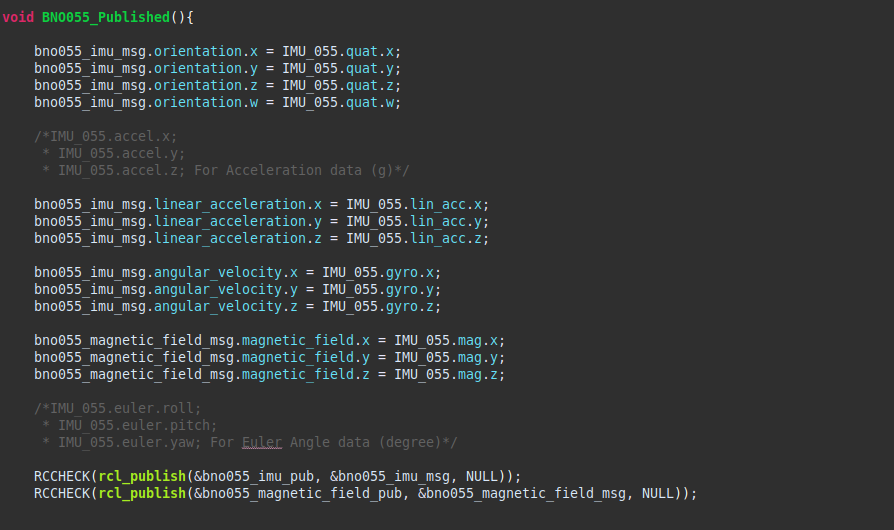 void BNO055_Published(){
bno055_imu_msg.orientation.x = IMU_055.quat.x;
bno055_imu_msg.orientation.y = IMU_055.quat.y;
bno055_imu_msg.orientation.z = IMU_055.quat.z;
bno055_imu_msg.orientation.w = IMU_055.quat.w;
/*IMU_055.accel.x;
* IMU_055.accel.y;
* IMU_055.accel.z; For Acceleration data (g)*/
bno055_imu_msg.linear_acceleration.x = IMU_055.lin_acc.x;
bno055_imu_msg.linear_acceleration.y = IMU_055.lin_acc.y;
bno055_imu_msg.linear_acceleration.z = IMU_055.lin_acc.z;
bno055_imu_msg.angular_velocity.x = IMU_055.gyro.x;
bno055_imu_msg.angular_velocity.y = IMU_055.gyro.y;
bno055_imu_msg.angular_velocity.z = IMU_055.gyro.z;
bno055_magnetic_field_msg.magnetic_field.x = IMU_055.mag.x;
bno055_magnetic_field_msg.magnetic_field.y = IMU_055.mag.y;
bno055_magnetic_field_msg.magnetic_field.z = IMU_055.mag.z;
/*IMU_055.euler.roll;
* IMU_055.euler.pitch;
* IMU_055.euler.yaw; For Euler Angle data (degree)*/
RCCHECK(rcl_publish(&bno055_imu_pub, &bno055_imu_msg, NULL));
RCCHECK(rcl_publish(&bno055_magnetic_field_pub, &bno055_magnetic_field_msg, NULL));